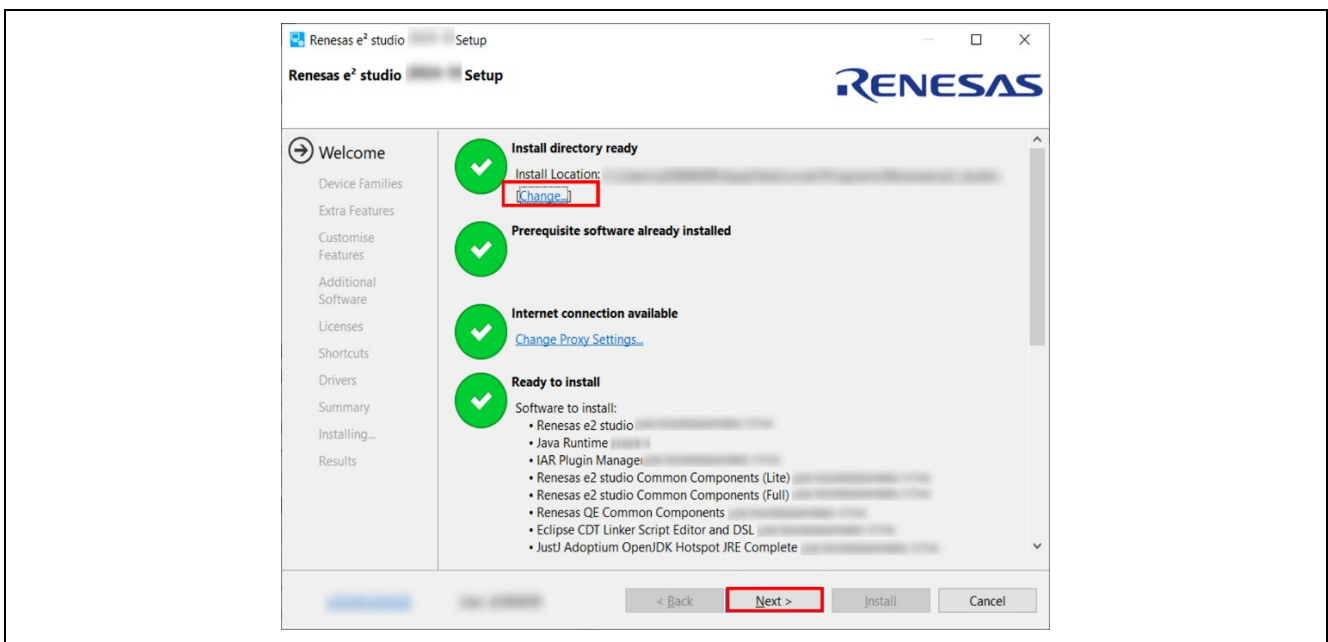 Renesas e² studio Setup
Renesas e² studio Setup
RENESAS
Welcome
Device Families
Extra Features
Customise
Features
Additional
Software
Licenses
Shortcuts
Drivers
Summary
Installing...
Results
Install directory ready
Install Location:
[Change...]
Prerequisite software already installed
Internet connection available
Change Proxy Settings...
Ready to install
Software to install:
• Renesas e2 studio
• Java Runtime
• IAR Plugin Manager
• Renesas e2 studio Common Components (Lite)
• Renesas e2 studio Common Components (Full)
• Renesas QE Common Components
• Eclipse CDT Linker Script Editor and DSL
• JustJ Adoptium OpenJDK Hotspot JRE Complete
< Back Next > Install Cancel